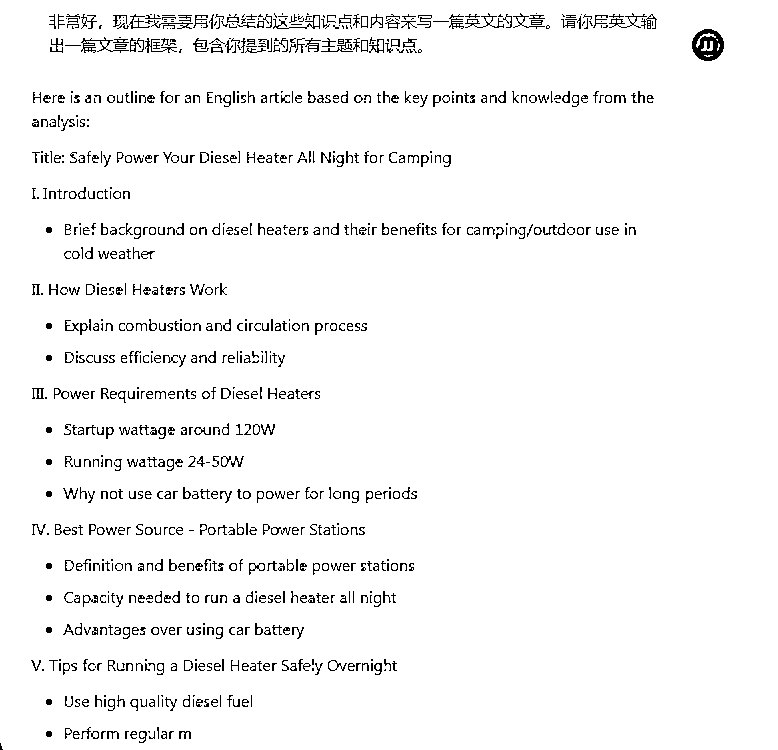 非常好，现在我需要用你总结的这些知识点和内容来写一篇英文的文章。请你用英文输
出一篇文章的框架，包含你提到的所有主题和知识点。
Here is an outline for an English article based on the key points and knowledge from the
analysis:
Title: Safely Power Your Diesel Heater All Night for Camping
I. Introduction
• Brief background on diesel heaters and their benefits for camping/outdoor use in
cold weather
II. How Diesel Heaters Work
• Explain combustion and circulation process
• Discuss efficiency and reliability
III. Power Requirements of Diesel Heaters
• Startup wattage around 120W
• Running wattage 24-50W
• Why not use car battery to power for long periods
IV. Best Power Source - Portable Power Stations
• Definition and benefits of portable power stations
• Capacity needed to run a diesel heater all night
• Advantages over using car battery
V. Tips for Running a Diesel Heater Safely Overnight
• Use high quality diesel fuel
• Perform regular m